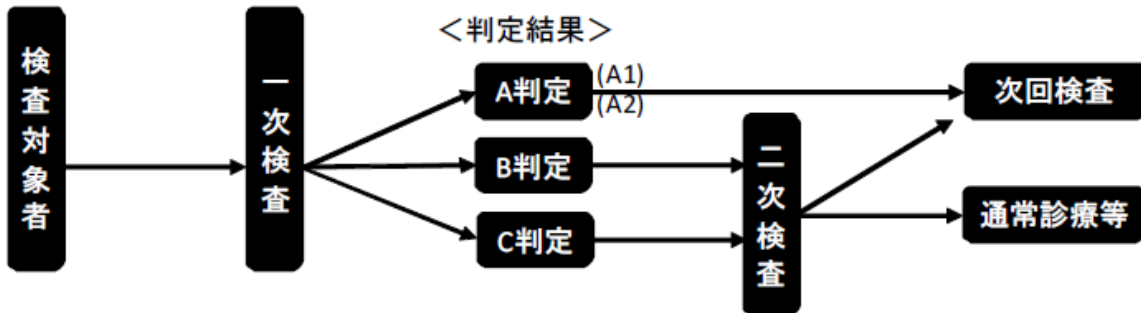 検査対象者
一次検査
＜判定結果＞
A判定
(A1)
(A2)
B判定
C判定
二次検査
次回検査
通常診療等